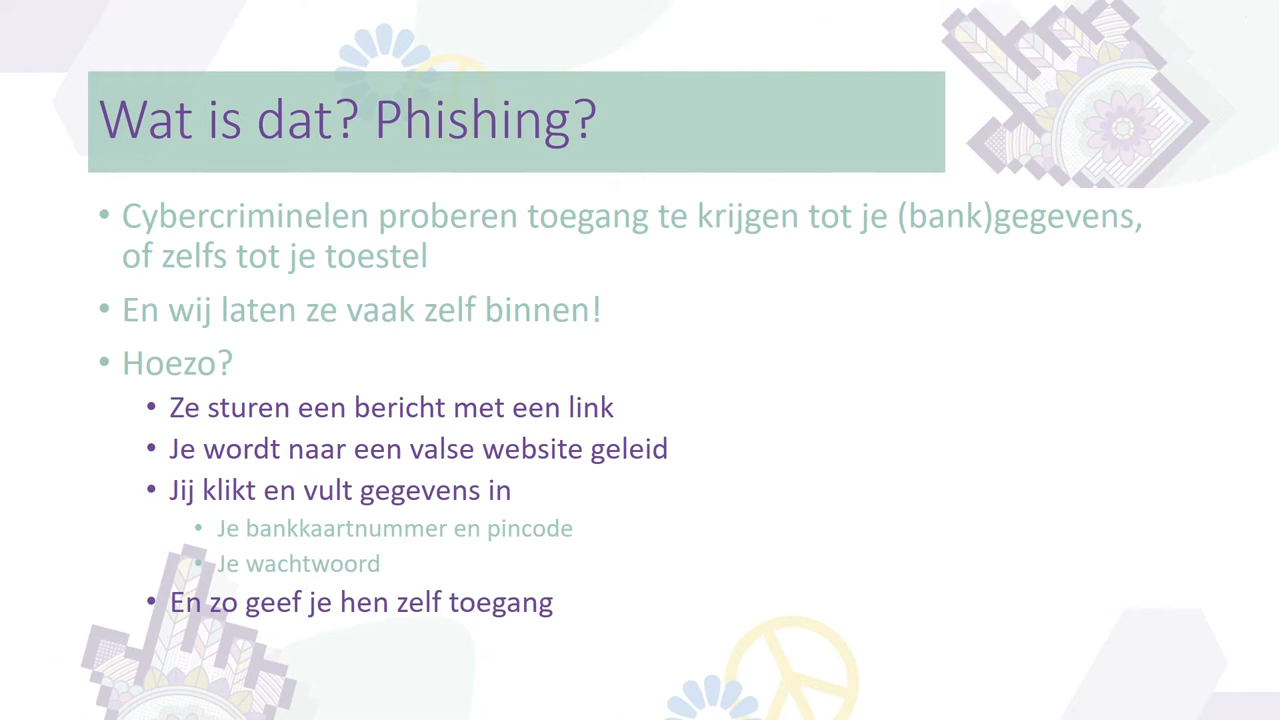 Wat is dat? Phishing?
• Cybercriminelen proberen toegang te krijgen tot je (bank)gegevens,
of zelfs tot je toestel
• En wij laten ze vaak zelf binnen!
• Hoezo?
• Ze sturen een bericht met een link
• Je wordt naar een valse website geleid
• Jij klikt en vult gegevens in
• Je bankkaartnummer en pincode
• Je wachtwoord
• En zo geef je hen zelf toegang